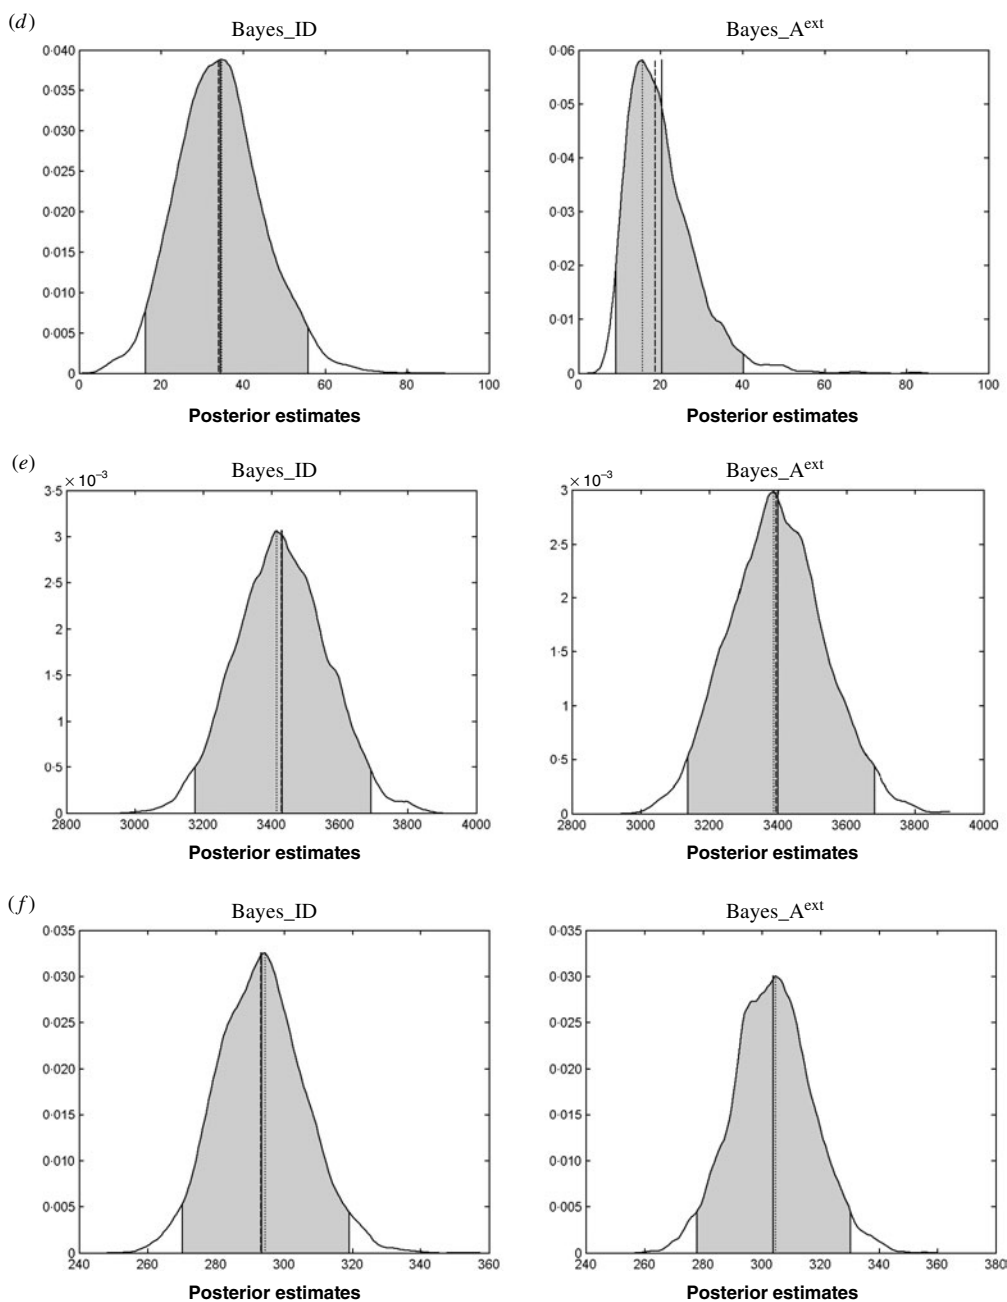 (d)
Bayes_ID
0·040
0·035
0·030
0·025
0·020
0·015
0·010
0·005
0
0 20 40 60 80 100
Posterior estimates
Bayes_A^ext
0·06
0·05
0·04
0·03
0·02
0·01
0
0 20 40 60 80 100
Posterior estimates
(e)
Bayes_ID
× 10⁻³
3·5
3
2·5
2
1·5
1
0·5
0
2800 3000 3200 3400 3600 3800 4000
Posterior estimates
Bayes_A^ext
× 10⁻³
3
2·5
2
1·5
1
0·5
0
2800 3000 3200 3400 3600 3800 4000
Posterior estimates
(f)
Bayes_ID
0·035
0·030
0·025
0·020
0·015
0·010
0·005
0
240 260 280 300 320 340 360
Posterior estimates
Bayes_A^ext
0·035
0·030
0·025
0·020
0·015
0·010
0·005
0
240 260 280 300 320 340 360 380
Posterior estimates